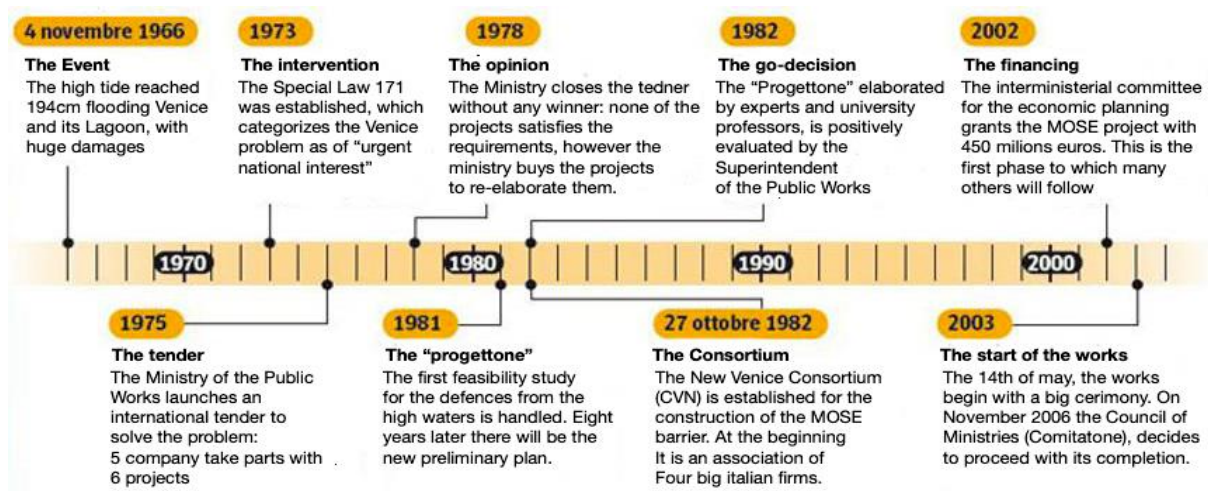 4 novembre 1966
The Event
The high tide reached
194cm flooding Venice
and its Lagoon, with
huge damages
1973
The intervention
The Special Law 171
was established, which
categorizes the Venice
problem as of “urgent
national interest”
1978
The opinion
The Ministry closes the tedner
without any winner: none of the
projects satisfies the
requirements, however the
ministry buys the projects
to re-elaborate them.
1982
The go-decision
The “Progettone” elaborated
by experts and university
professors, is positively
evaluated by the
Superintendent
of the Public Works
2002
The financing
The interministerial committee
for the economic planning
grants the MOSE project with
450 milions euros. This is the
first phase to which many
others will follow
1970
1980
1990
2000
1975
The tender
The Ministry of the Public
Works launches an
international tender to
solve the problem:
5 company take parts with
6 projects
1981
The “progettone”
The first feasibility study
for the defences from the
high waters is handled. Eight
years later there will be the
new preliminary plan.
27 ottobre 1982
The Consortium
The New Venice Consortium
(CVN) is established for the
construction of the MOSE
barrier. At the beginning
It is an association of
Four big italian firms.
2003
The start of the works
The 14th of may, the works
begin with a big cerimony. On
November 2006 the Council of
Ministries (Comitatone), decides
to proceed with its completion.